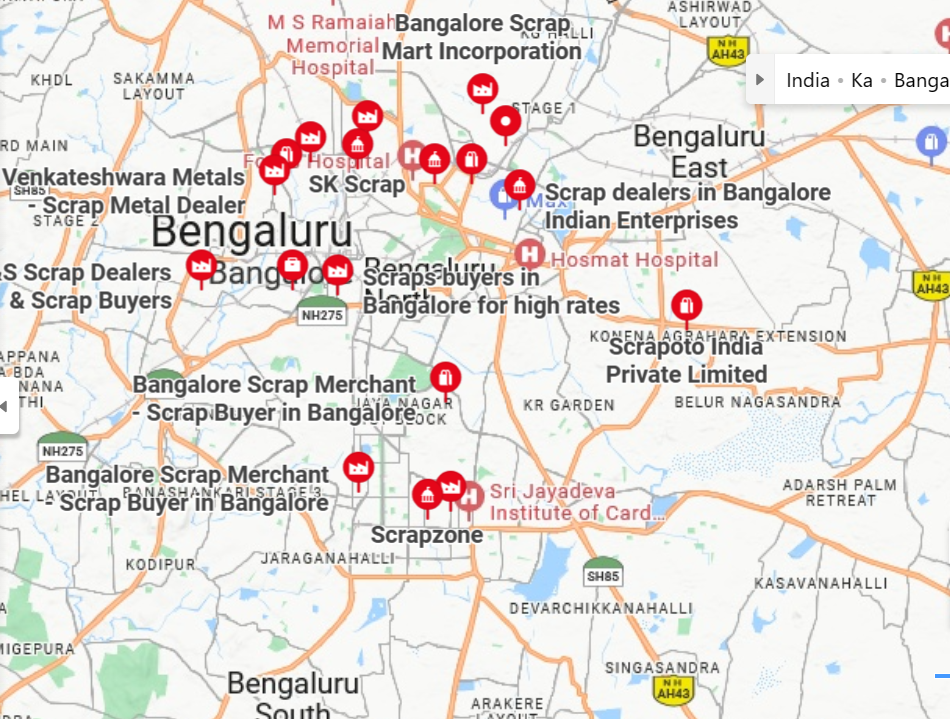 M S Ramaiah
Memorial
Hospital
Bangalore Scrap
Mart Incorporation
KG HALLI
ASHIRWAD
LAYOUT
NH
AH43
KHDL
SAKAMMA
LAYOUT
India • Ka • Banga
STAGE 1
Bengaluru
East
RD MAIN
Hospital
H
Venkateshwara Metals
- Scrap Metal Dealer
SH85
STAGE 2
SK Scrap
Max
Scrap dealers in Bangalore
Indian Enterprises
Bengaluru
H
Hosmat Hospital
S Scrap Dealers
& Scrap Buyers
Bangalo
Bengaluru
North
Scraps buyers in
Bangalore for high rates
NH275
NH
AH43
KONENA AGRAHARA EXTENSION
Scrapoto India
Private Limited
APPANA
BDA
NANA
THI
Bangalore Scrap Merchant
- Scrap Buyer in Bangalore
JAYA NAGAR
BLOCK
KR GARDEN
BELUR NAGASANDRA
NH275
Bangalore Scrap Merchant
- Scrap Buyer in Bangalore
HEL LAYOUT
BANASHANKARI STAGE 3
H
Sri Jayadeva
Institute of Card...
ADARSH PALM
RETREAT
Scrapzone
KODIPUR
JARAGANAHALLI
SH85
KASAVANAHALLI
DEVARCHIKKANAHALLI
MIGEPURA
SINGASANDRA
NH
AH43
Bengaluru
South
ARAKERE
LAYOUT